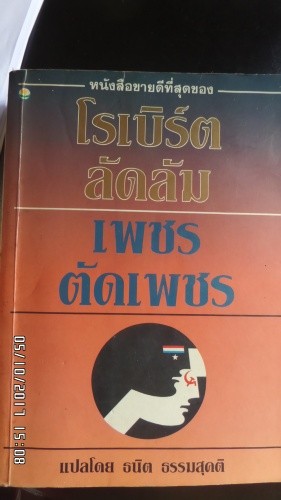 หนังสือขายดีที่สุดของ
โรเบิร์ต
ลัดลัม
เพชร
ตัดเพชร
แปลโดย ธนิต ธรรมสุคติ
05/10/2017 15:08